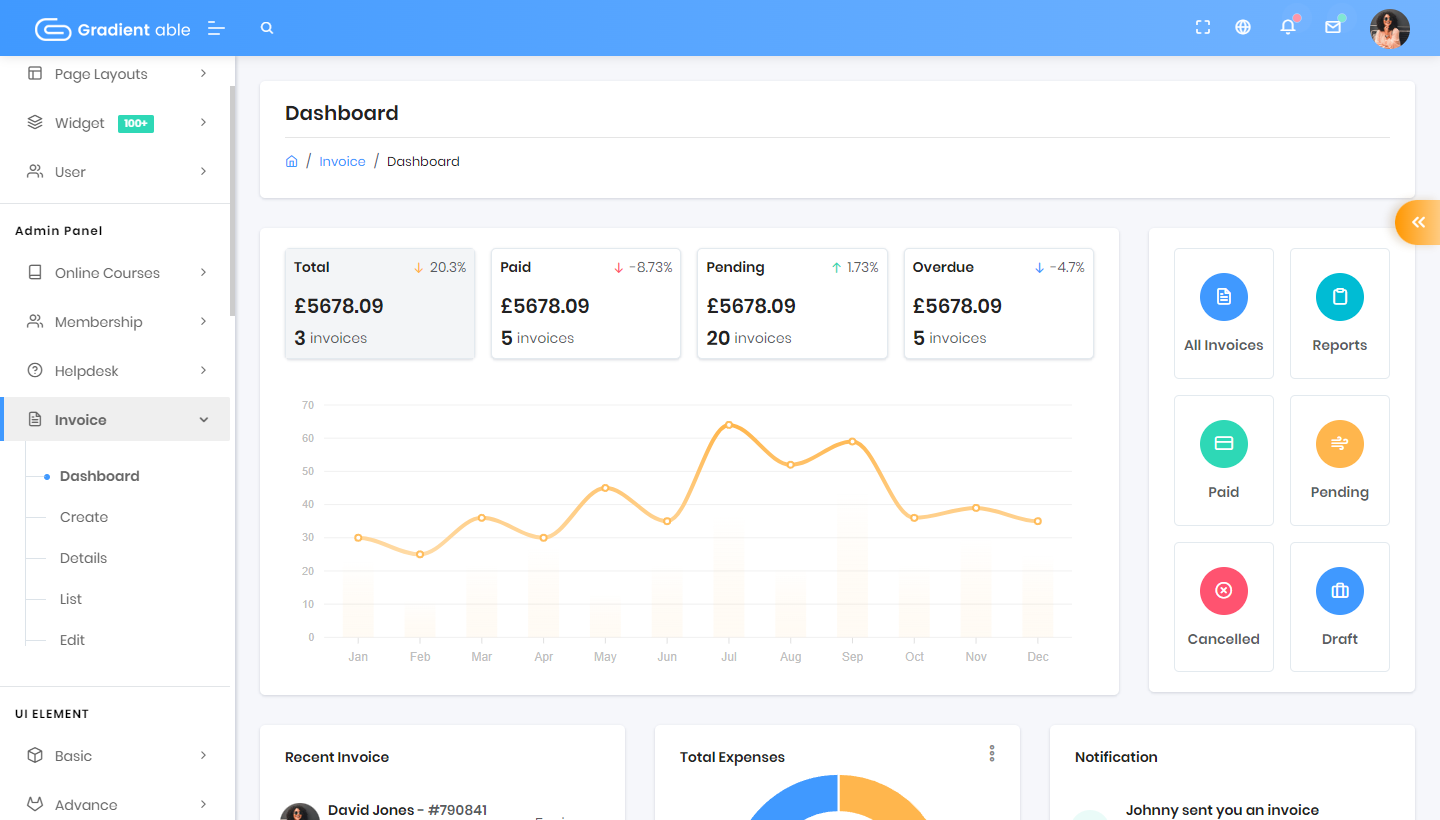 Gradient able
Page Layouts
Widget 100+
User
Admin Panel
Online Courses
Membership
Helpdesk
Invoice
Dashboard
Create
Details
List
Edit
UI ELEMENT
Basic
Advance
Dashboard
/ Invoice / Dashboard
Total 20.3%
£5678.09
3 invoices
Paid -8.73%
£5678.09
5 invoices
Pending 1.73%
£5678.09
20 invoices
Overdue -4.7%
£5678.09
5 invoices
70
60
50
40
30
20
10
0
Jan Feb Mar Apr May Jun Jul Aug Sep Oct Nov Dec
All Invoices
Reports
Paid
Pending
Cancelled
Draft
Recent Invoice
David Jones - #790841
Total Expenses
Notification
Johnny sent you an invoice